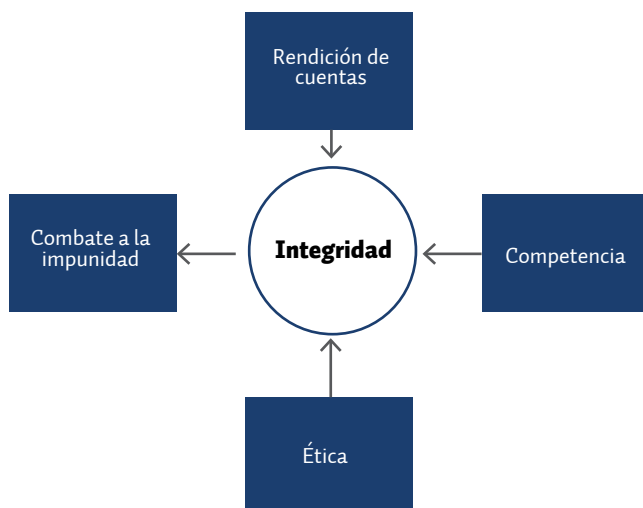 Rendición de
cuentas
Combate a la
impunidad
Integridad
Competencia
Ética